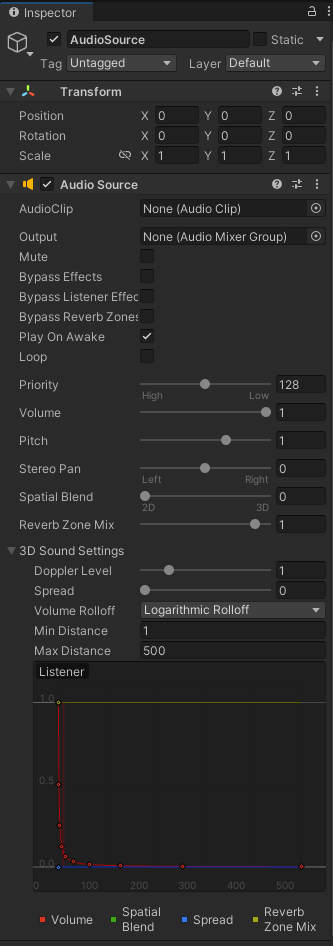 Inspector
AudioSource
Static
Tag Untagged Layer Default
Transform
Position X 0 Y 0 Z 0
Rotation X 0 Y 0 Z 0
Scale X 1 Y 1 Z 1
Audio Source
AudioClip None (Audio Clip)
Output None (Audio Mixer Group)
Mute
Bypass Effects
Bypass Listener Effec
Bypass Reverb Zones
Play On Awake
Loop
Priority 128
High Low
Volume 1
Pitch 1
Stereo Pan 0
Left Right
Spatial Blend 0
2D 3D
Reverb Zone Mix 1
3D Sound Settings
Doppler Level 1
Spread 0
Volume Rolloff Logarithmic Rolloff
Min Distance 1
Max Distance 500
Listener
1.0
0.5
0.0
0 100 200 300 400 500
Volume Spatial Blend Spread Reverb Zone Mix